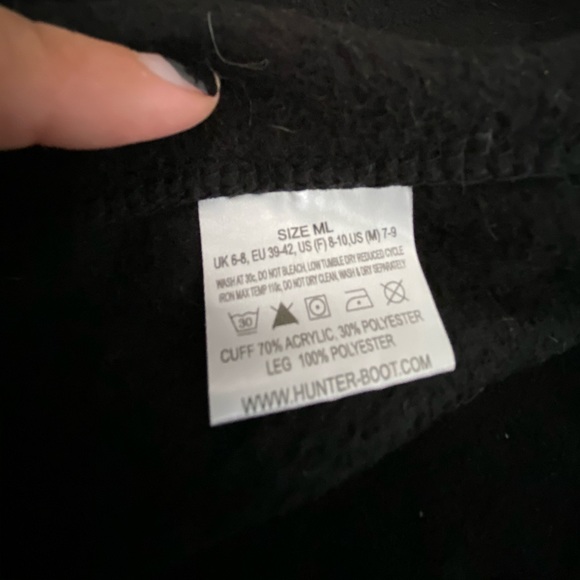 SIZE ML
UK 6-8, EU 39-42, US (F) 8-10,US (M) 7-9
WASH AT 30c, DO NOT BLEACH, LOW TUMBLE DRY REDUCED CYCLE
IRON MAX TEMP 110c, DO NOT DRY CLEAN, WASH & DRY SEPARATELY
30
CUFF 70% ACRYLIC, 30% POLYESTER
LEG 100% POLYESTER
WWW.HUNTER-BOOT.COM